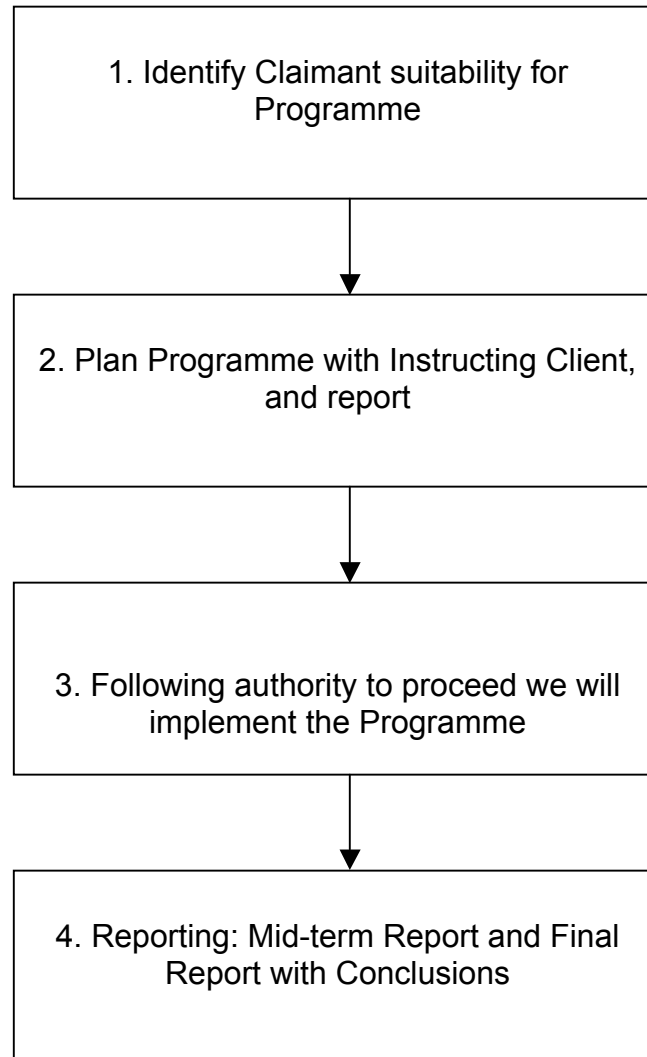 1. Identify Claimant suitability for
Programme
2. Plan Programme with Instructing Client,
and report
3. Following authority to proceed we will
implement the Programme
4. Reporting: Mid-term Report and Final
Report with Conclusions